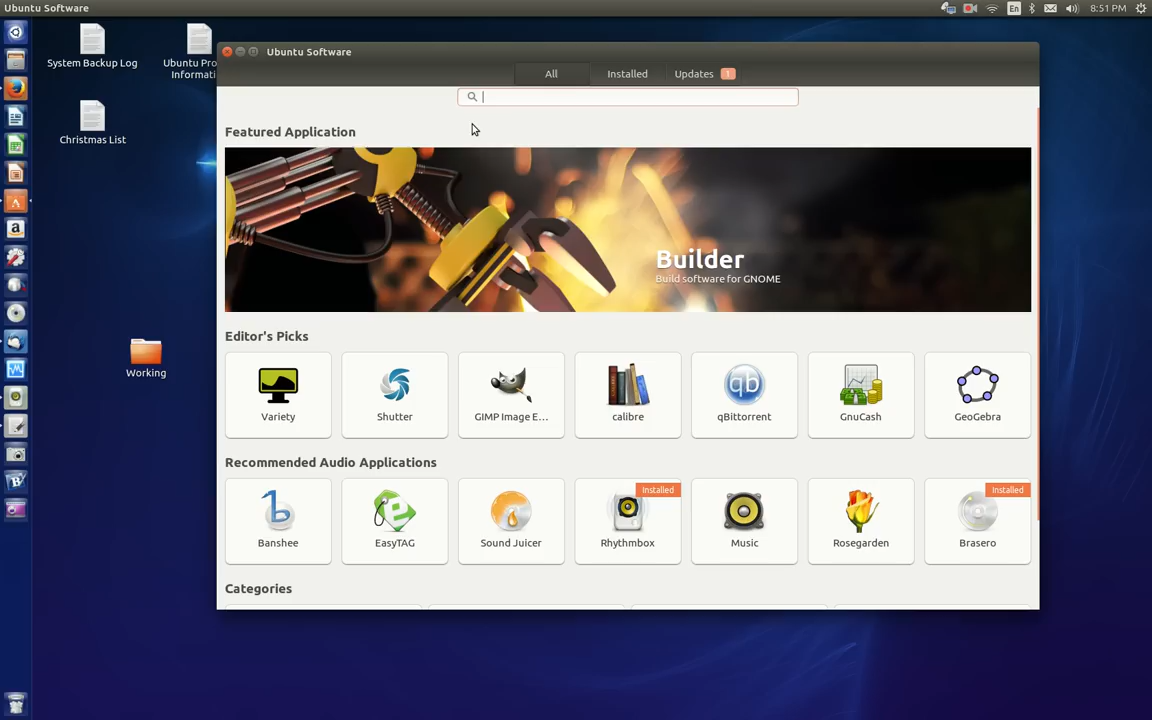 Ubuntu Software
En
8:51 PM
System Backup Log
Ubuntu Pro
Informati
Christmas List
Working
Ubuntu Software
All
Installed
Updates
1
Featured Application
Builder
Build software for GNOME
Editor's Picks
Variety
Shutter
GIMP Image E...
calibre
qb
qBittorrent
GnuCash
GeoGebra
Recommended Audio Applications
Banshee
EasyTAG
Sound Juicer
Installed
Rhythmbox
Music
Rosegarden
Installed
Brasero
Categories